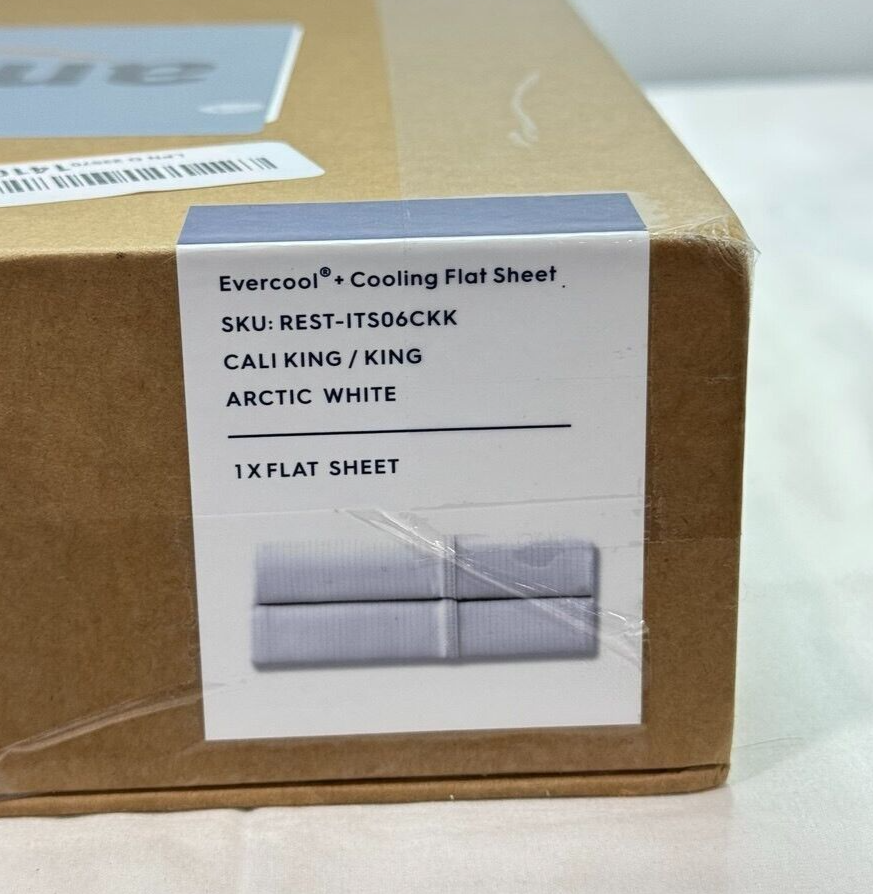 Evercool® + Cooling Flat Sheet
SKU: REST-ITS06CKK
CALI KING / KING
ARCTIC WHITE
1 X FLAT SHEET